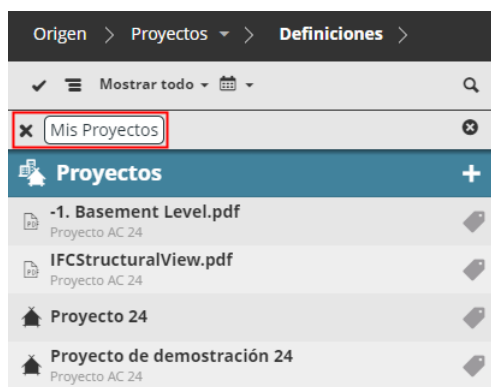 Origen > Proyectos > Definiciones >
Mostrar todo
Mis Proyectos
Proyectos
-1. Basement Level.pdf
Proyecto AC 24
IFCStructuralView.pdf
Proyecto AC 24
Proyecto 24
Proyecto de demostración 24
Proyecto AC 24